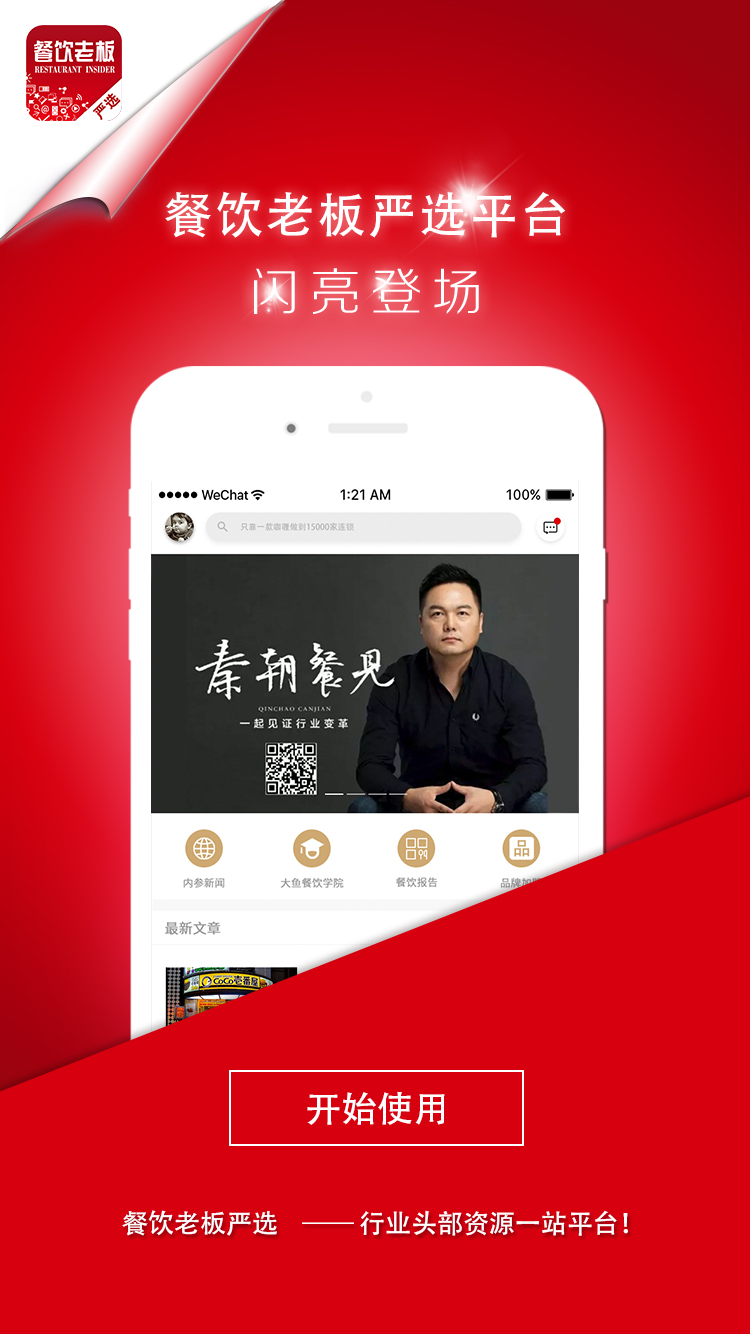 餐饮老板
RESTAURANT INSIDER
严选
餐饮老板严选平台
闪亮登场
WeChat 1:21 AM 100%
只靠一款咖喱做到15000家连锁
秦朝餐见
QINCHAO CANJIAN
一起见证行业变革
内参新闻 大鱼餐饮学院 餐饮报告 品牌加
品
最新文章
CoCo壱番屋
开始使用
餐饮老板严选 —— 行业头部资源一站平台！